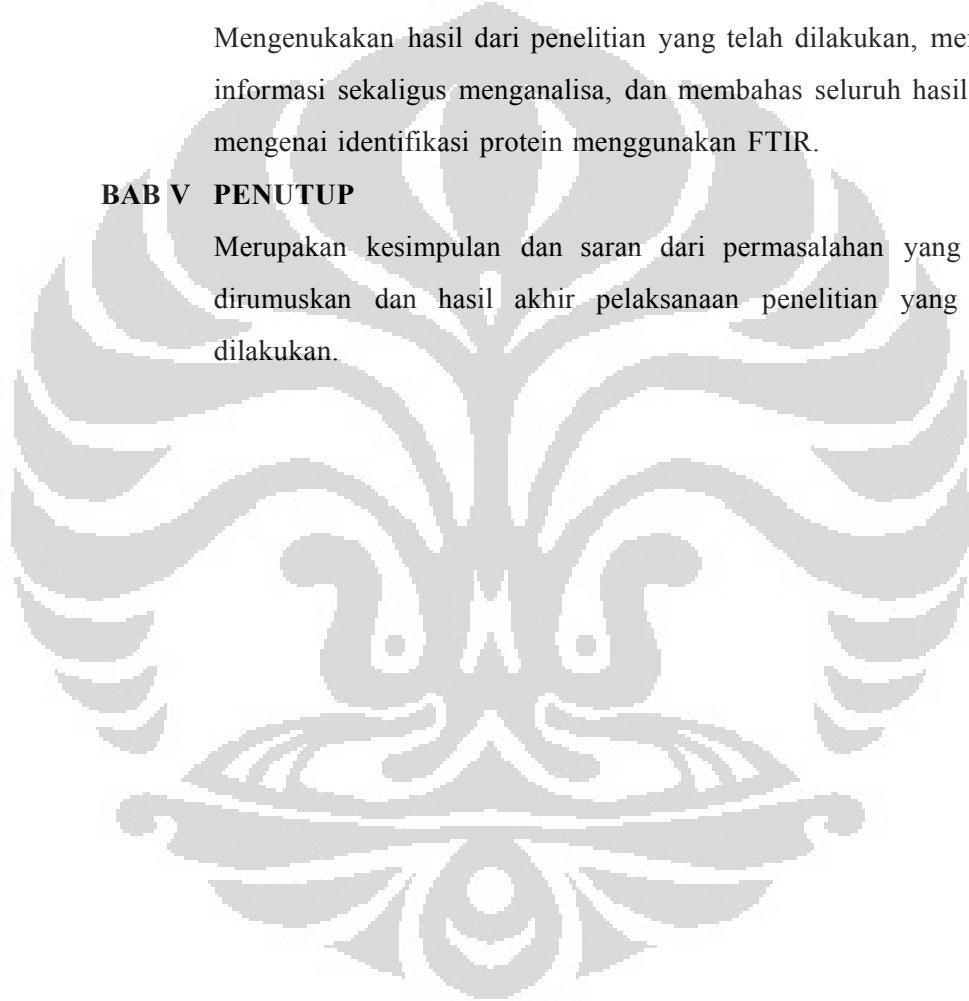 Mengenukakan hasil dari penelitian yang telah dilakukan,
informasi sekaligus menganalisa, dan membahas seluruh hasil
mengenai identifikasi protein menggunakan FTIR.
BAB V PENUTUP
Merupakan kesimpulan dan saran dari permasalahan yang
dirumuskan dan hasil akhir pelaksanaan penelitian yang
dilakukan.